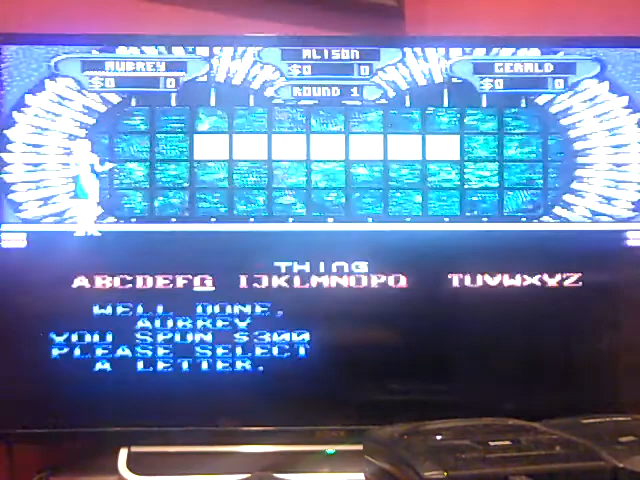 ALISON
AUBREY $0 0 GERALD
$0 0 $0 0
ROUND 1
THING
ABCDEFG IJKLMNOPQ TUVWXYZ
WELL DONE,
AUBREY
YOU SPUN $300
PLEASE SELECT
A LETTER.